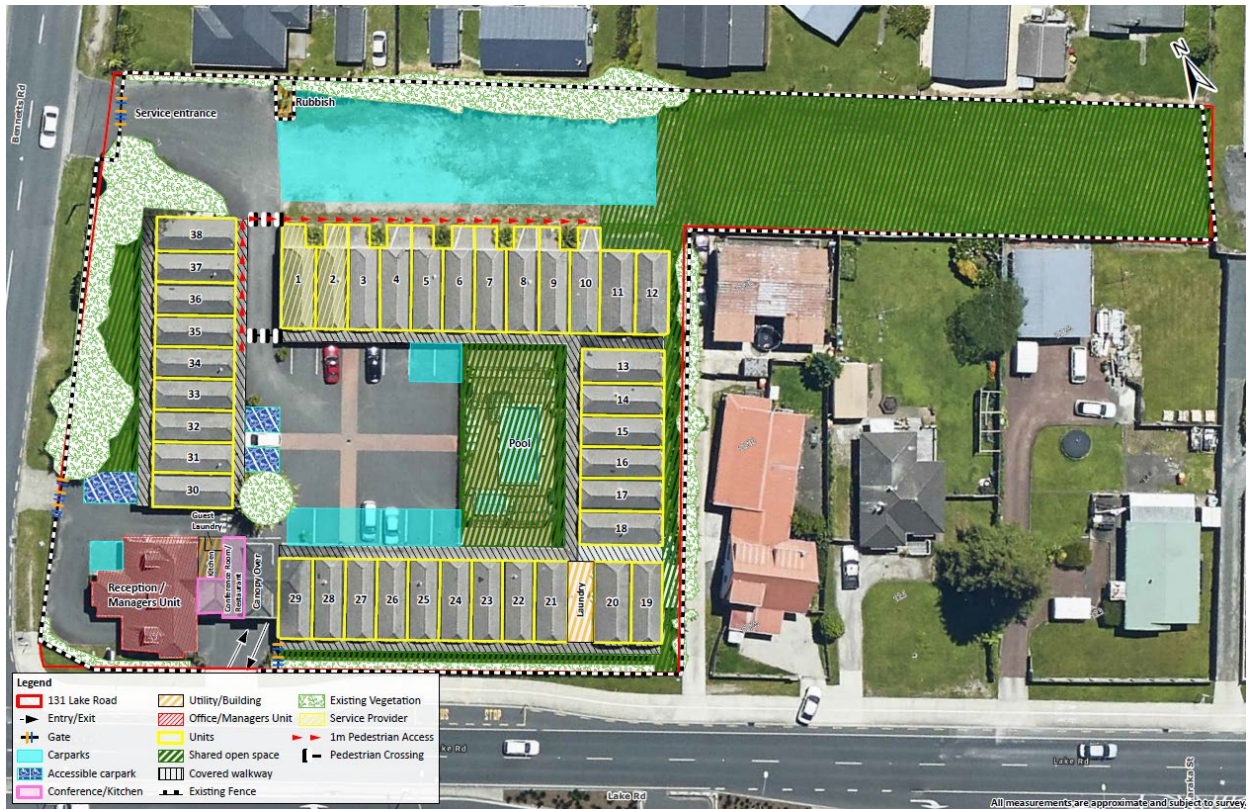 Bennetts Rd
Service entrance
Rubbish
N
38
37
36
35
34
33
32
31
30
1
2
3
4
5
6
7
8
9
10
11
12
13
14
15
16
17
18
Pool
Guest
Laundry
Kitchen
Conference Room/
Restaurant
Canopy Over
Reception /
Managers Unit
29
28
27
26
25
24
23
22
21
Laundry
20
19
Legend
131 Lake Road
Entry/Exit
Gate
Carparks
Accessible carpark
Conference/Kitchen
Utility/Building
Office/Managers Unit
Units
Shared open space
Covered walkway
Existing Fence
Existing Vegetation
Service Provider
1m Pedestrian Access
Pedestrian Crossing
STOP
Lake Rd
Lake Rd
Lake Rd
All measurements are approximate and subject to survey